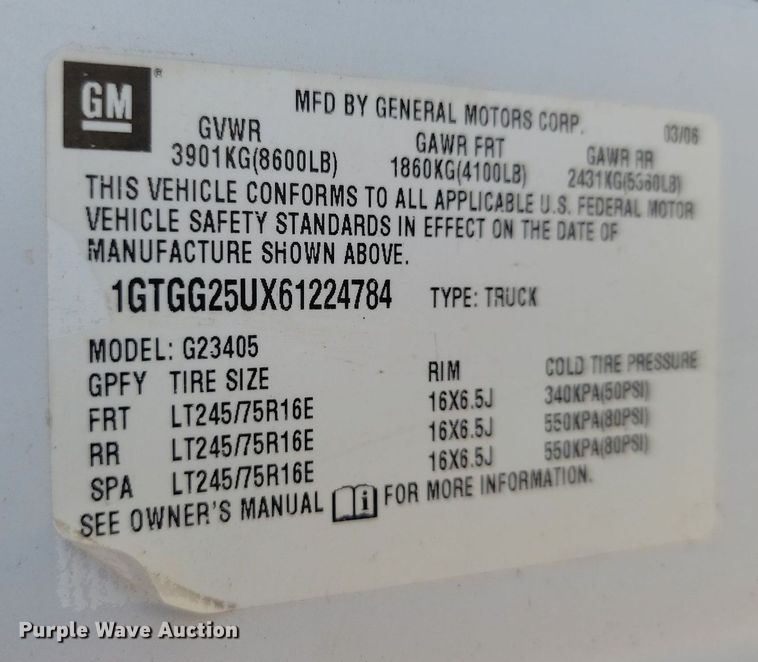 GM ®
MFD BY GENERAL MOTORS CORP. 03/06
GVWR GAWR FRT GAWR RR
3901KG(8600LB) 1860KG(4100LB) 2431KG(5360LB)
THIS VEHICLE CONFORMS TO ALL APPLICABLE U.S. FEDERAL MOTOR
VEHICLE SAFETY STANDARDS IN EFFECT ON THE DATE OF
MANUFACTURE SHOWN ABOVE.
1GTGG25UX61224784 TYPE: TRUCK
MODEL: G23405
GPFY TIRE SIZE RIM COLD TIRE PRESSURE
FRT LT245/75R16E 16X6.5J 340KPA(50PSI)
RR LT245/75R16E 16X6.5J 550KPA(80PSI)
SPA LT245/75R16E 16X6.5J 550KPA(80PSI)
SEE OWNER'S MANUAL i FOR MORE INFORMATION.
Purple Wave Auction